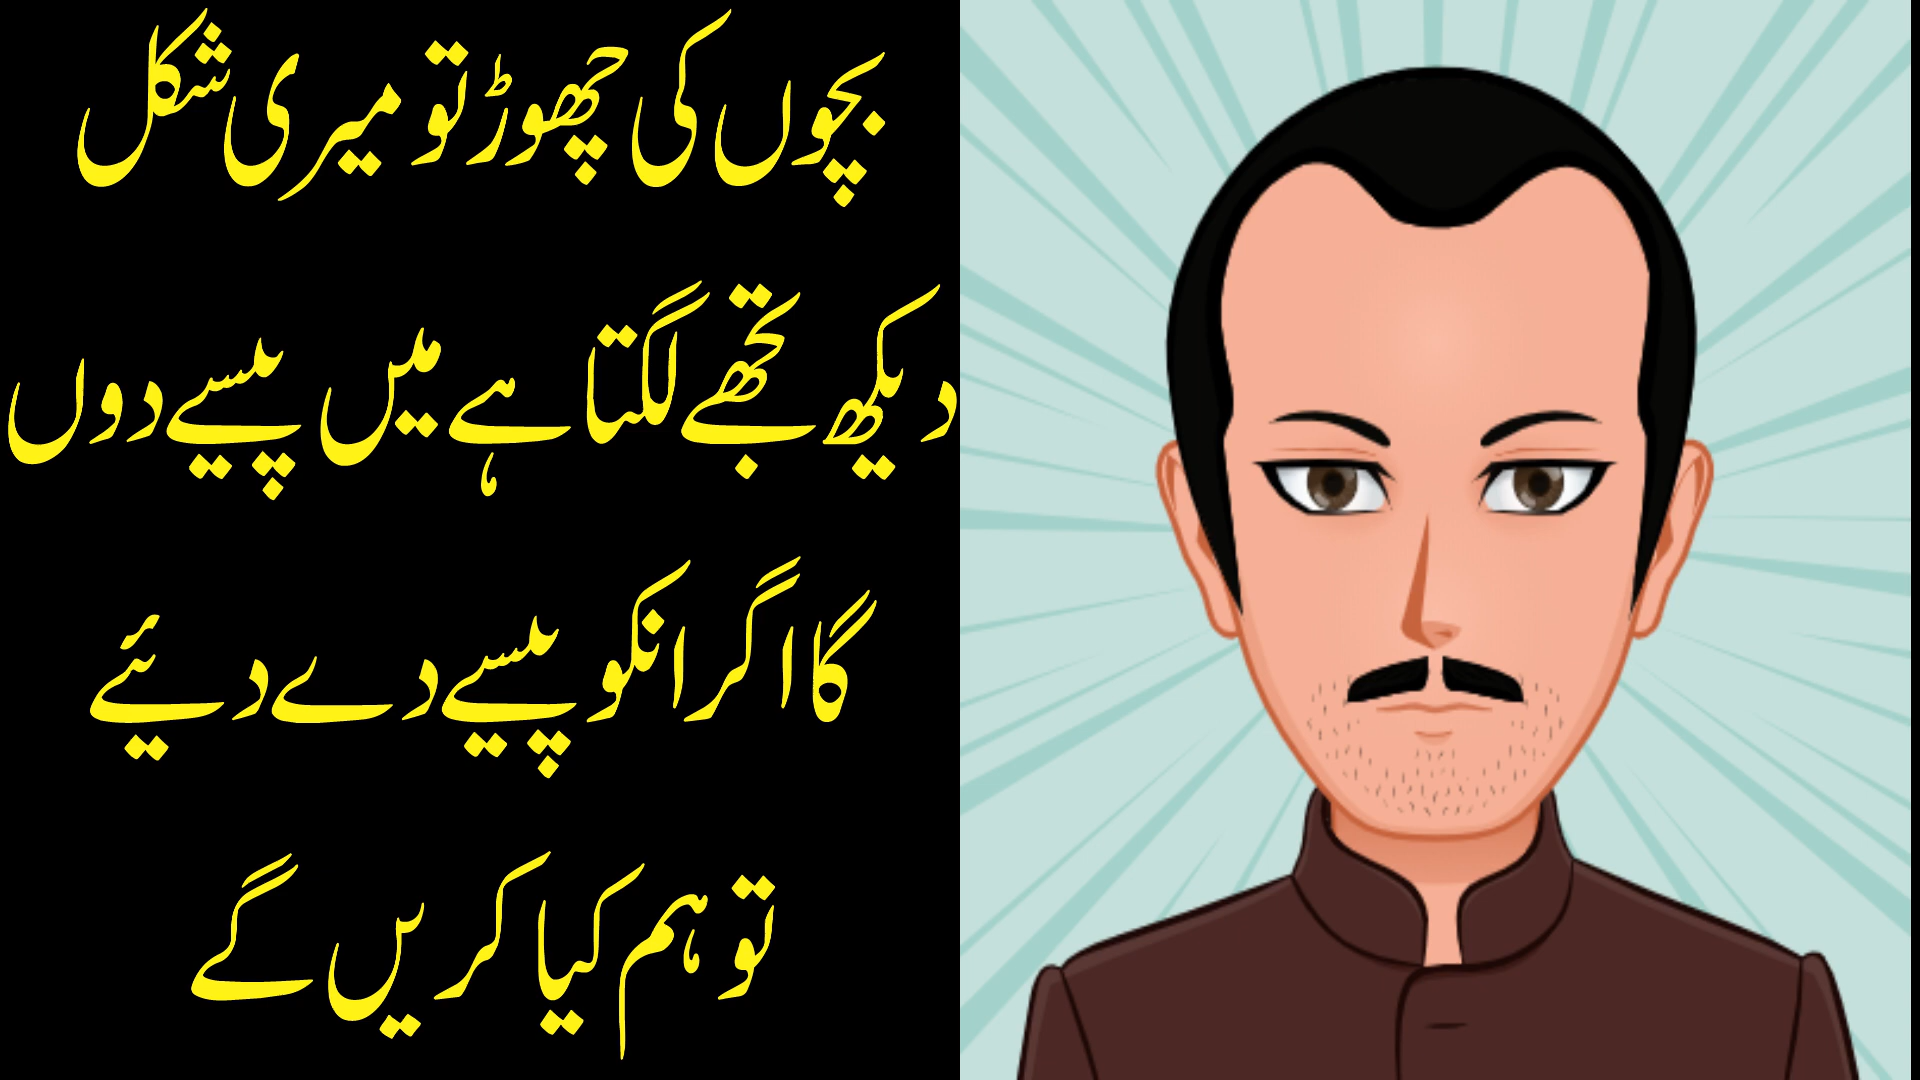 بچوں کی چھوڑ تو میری شکل
دیکھ تجھے لگتا ہے میں پیسے دوں
گا اگر انکو پیسے دے دئیے
تو ہم کیا کریں گے